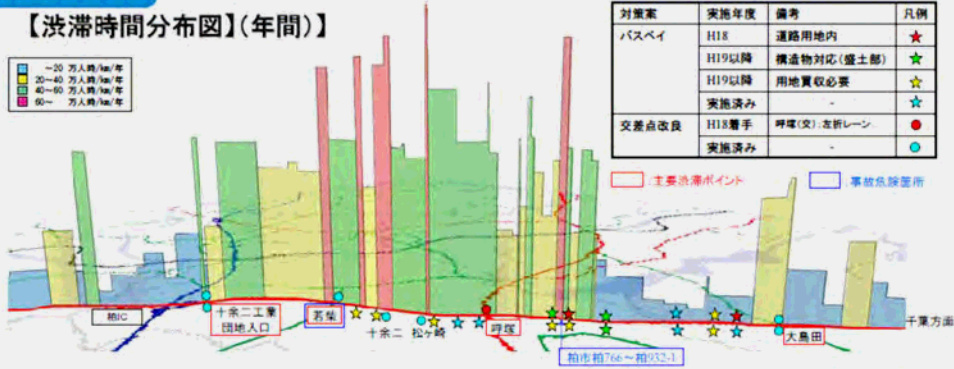 【渋滞時間分布図】(年間)】
~20 万人時/km/年
20~40 万人時/km/年
40~60 万人時/km/年
60~ 万人時/km/年
対策案 実施年度 備考 凡例
バスベイ H18 道路用地内 ★
H19以降 構造物対応(盛土部) ★
H19以降 用地買収必要 ★
実施済み - ★
交差点改良 H18着手 呼塚(交):左折レーン ●
実施済み - ●
:主要渋滞ポイント
:事故危険箇所
柏IC
十余二工業
団地入口
若柴
十余二
松ヶ崎
呼塚
大島田
千葉方面
柏市柏766~柏932-1